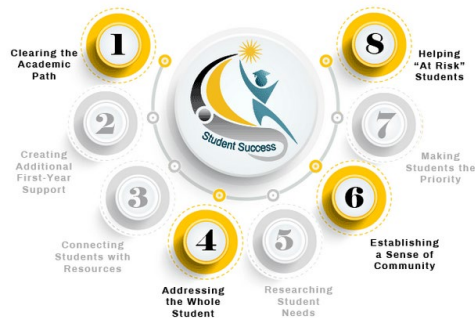 1
Clearing the
Academic
Path
2
Creating
Additional
First-Year
Support
3
Connecting
Students with
Resources
4
Addressing
the Whole
Student
5
Researching
Student
Needs
6
Establishing
a Sense of
Community
7
Making
Students the
Priority
8
Helping
"At Risk"
Students
Student Success